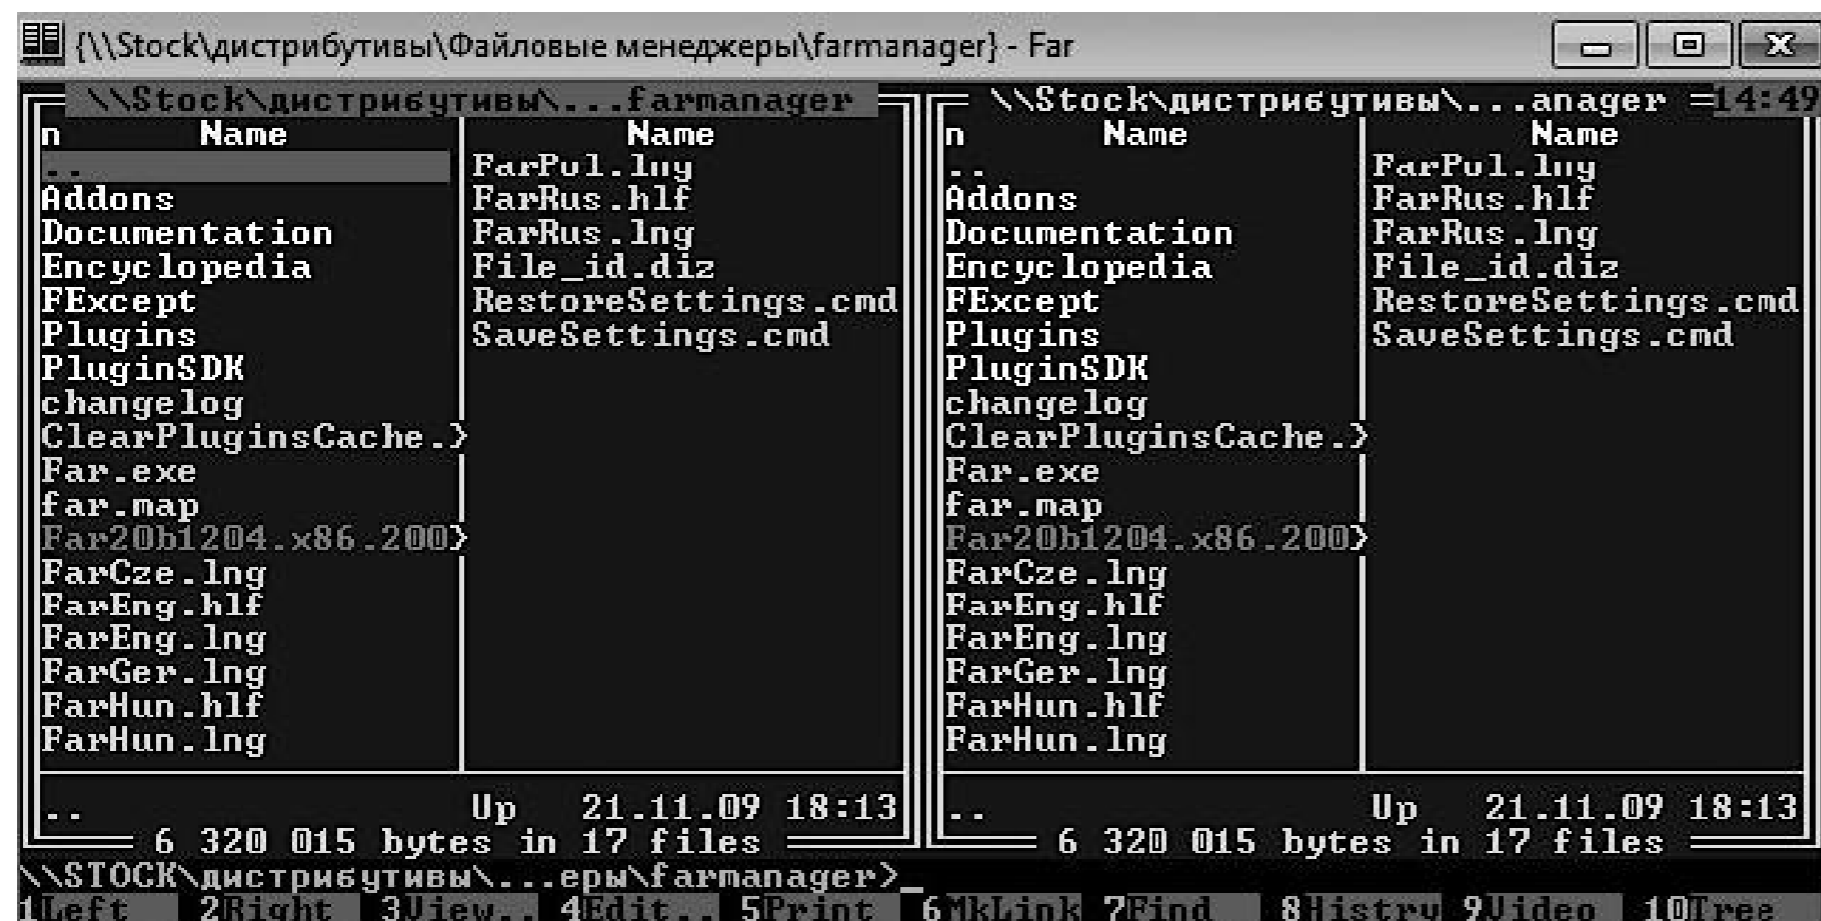 {\\Stock\дистрибутивы\Файловые менеджеры\farmanager} - Far
\\Stock\дистрибутивы\...farmanager
n Name Name
.. FarPol.lng
Addons FarRus.hlf
Documentation FarRus.lng
Encyclopedia File_id.diz
FExcept RestoreSettings.cmd
Plugins SaveSettings.cmd
PluginSDK
changelog
ClearPluginsCache.}
Far.exe
far.map
Far20b1204.x86.200}
FarCze.lng
FarEng.hlf
FarEng.lng
FarGer.lng
FarHun.hlf
FarHun.lng
.. Up 21.11.09 18:13
6 320 015 bytes in 17 files
\\Stock\дистрибутивы\...anager 14:49
n Name Name
.. FarPol.lng
Addons FarRus.hlf
Documentation FarRus.lng
Encyclopedia File_id.diz
FExcept RestoreSettings.cmd
Plugins SaveSettings.cmd
PluginSDK
changelog
ClearPluginsCache.}
Far.exe
far.map
Far20b1204.x86.200}
FarCze.lng
FarEng.hlf
FarEng.lng
FarGer.lng
FarHun.hlf
FarHun.lng
.. Up 21.11.09 18:13
6 320 015 bytes in 17 files
\\STOCK\дистрибутивы\...еры\farmanager>_
1Left 2Right 3View.. 4Edit.. 5Print 6MkLink 7Find 8Histry 9Video 10Tree